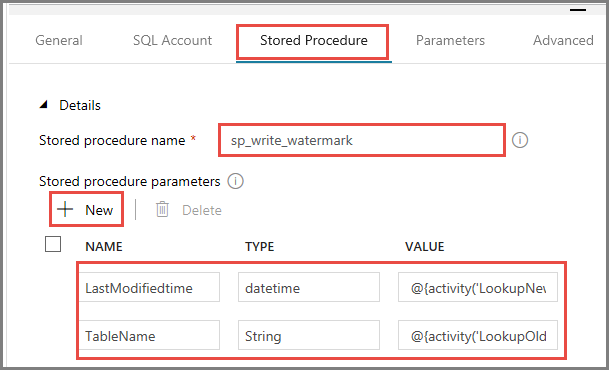 General SQL Account Stored Procedure Parameters Advanced
Details
Stored procedure name * sp_write_watermark
Stored procedure parameters
New Delete
NAME TYPE VALUE
LastModifiedtime datetime @{activity('LookupNew
TableName String @{activity('LookupOld